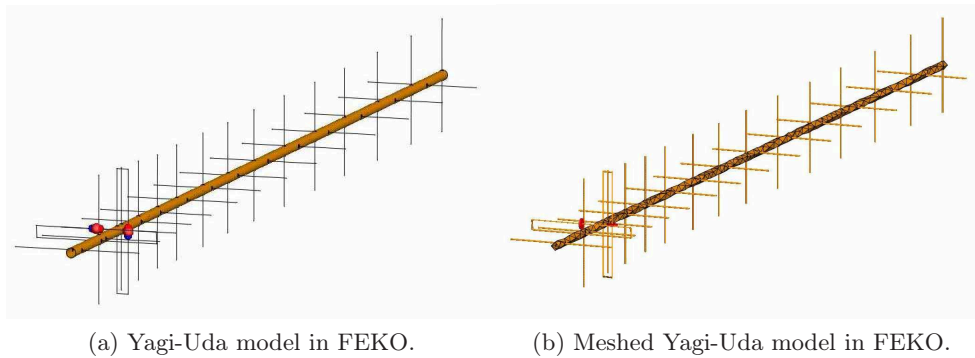 (a) Yagi-Uda model in FEKO.
(b) Meshed Yagi-Uda model in FEKO.